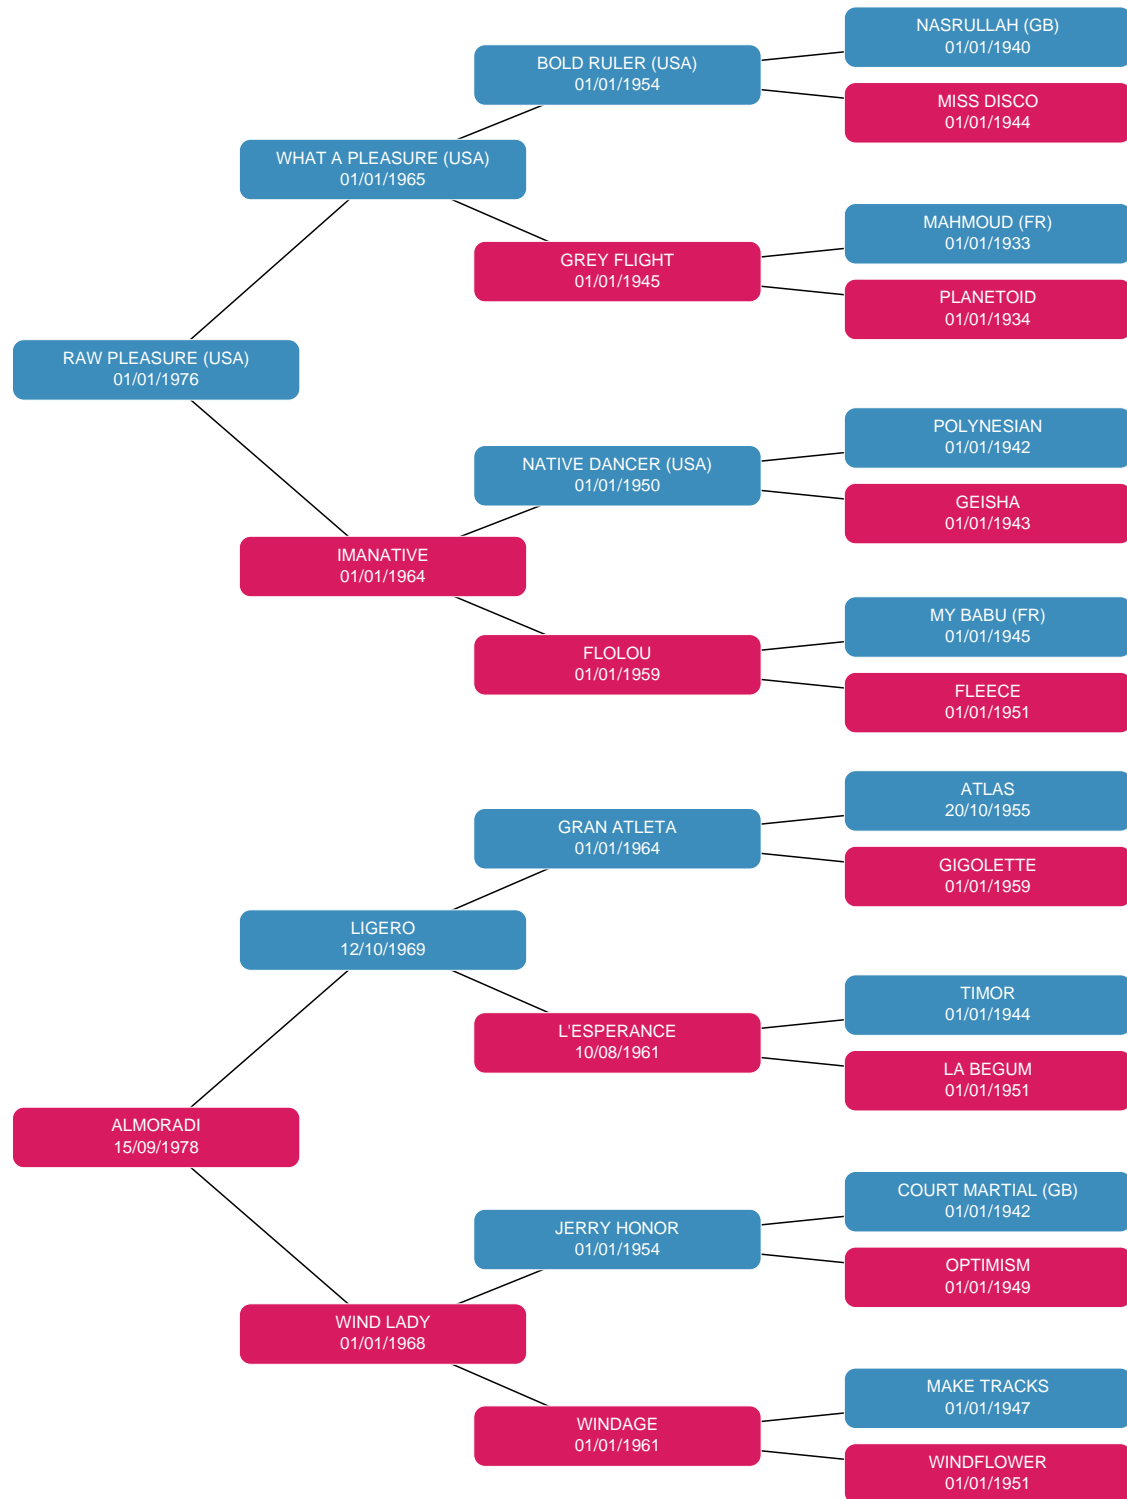 NASRULLAH (GB)
01/01/1940
BOLD RULER (USA)
01/01/1954
MISS DISCO
01/01/1944
WHAT A PLEASURE (USA)
01/01/1965
MAHMOUD (FR)
01/01/1933
GREY FLIGHT
01/01/1945
PLANETOID
01/01/1934
RAW PLEASURE (USA)
01/01/1976
POLYNESIAN
01/01/1942
NATIVE DANCER (USA)
01/01/1950
GEISHA
01/01/1943
IMANATIVE
01/01/1964
MY BABU (FR)
01/01/1945
FLOLOU
01/01/1959
FLEECE
01/01/1951
ATLAS
20/10/1955
GRAN ATLETA
01/01/1964
GIGOLETTE
01/01/1959
LIGERO
12/10/1969
TIMOR
01/01/1944
L'ESPERANCE
10/08/1961
LA BEGUM
01/01/1951
ALMORADI
15/09/1978
COURT MARTIAL (GB)
01/01/1942
JERRY HONOR
01/01/1954
OPTIMISM
01/01/1949
WIND LADY
01/01/1968
MAKE TRACKS
01/01/1947
WINDAGE
01/01/1961
WINDFLOWER
01/01/1951